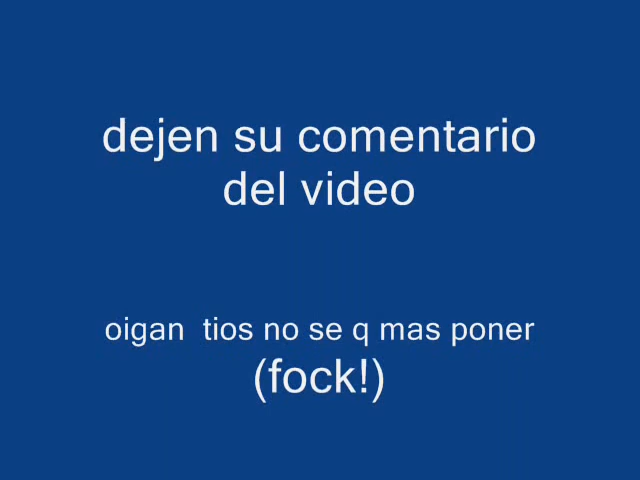 dejen su comentario
del video
oigan  tios no se q mas poner
(fock!)